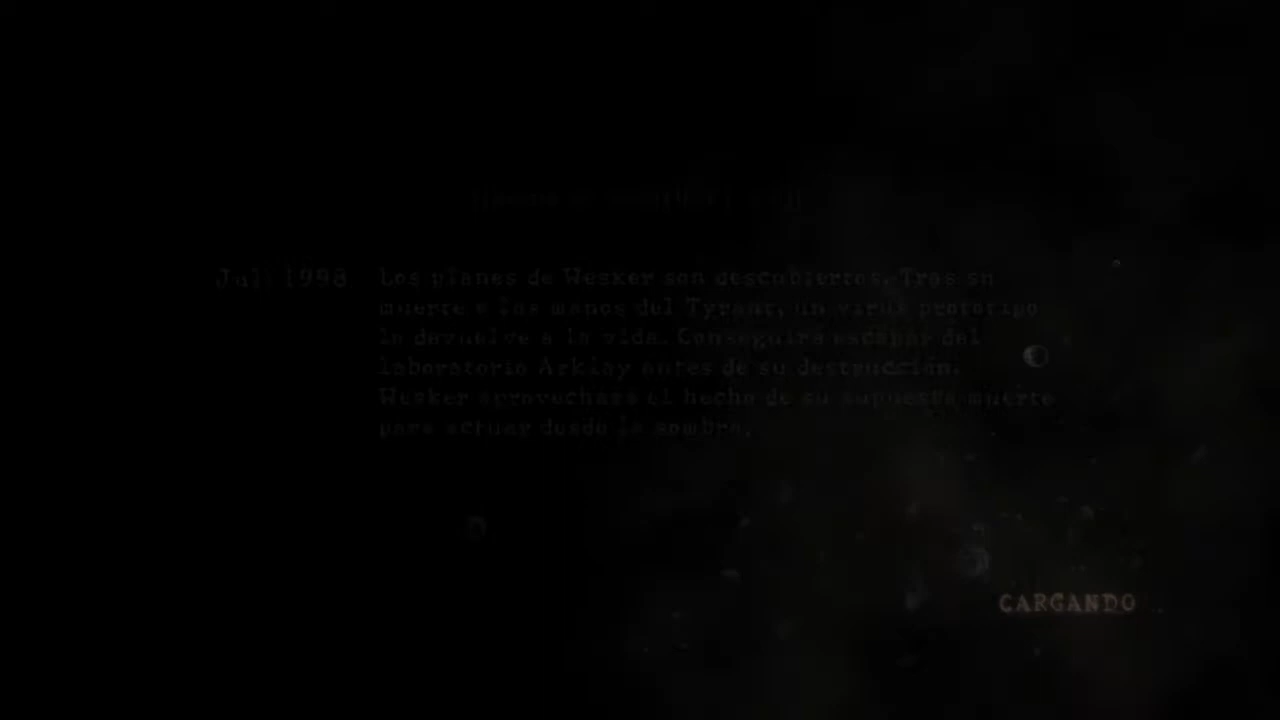 Jul 1998 Los planes de Wesker son descubiertos. Tras su
muerte a las manos del Tyrant, un virus prototipo
le devuelve a la vida. Conseguirá escapar del
laboratorio Arklay antes de su destrucción.
Wesker aprovechará el hecho de su supuesta muerte
para actuar desde la sombra.
CARGANDO